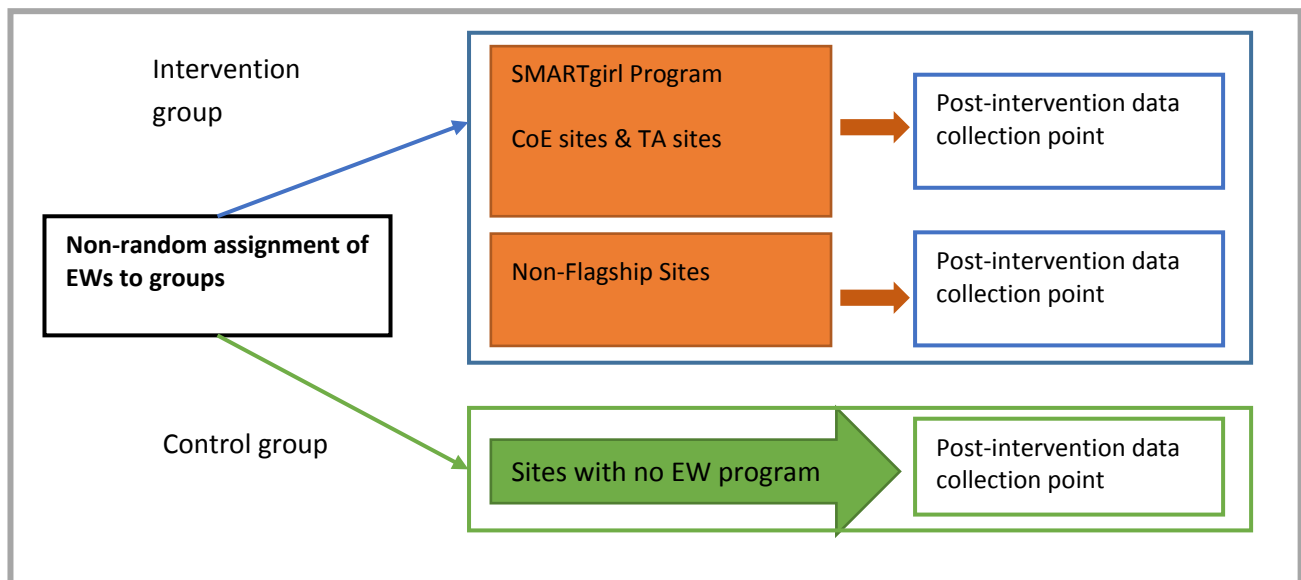 Intervention
group
SMARTgirl Program
CoE sites & TA sites
Post-intervention data
collection point
Non-random assignment of
EWs to groups
Non-Flagship Sites
Post-intervention data
collection point
Control group
Sites with no EW program
Post-intervention data
collection point